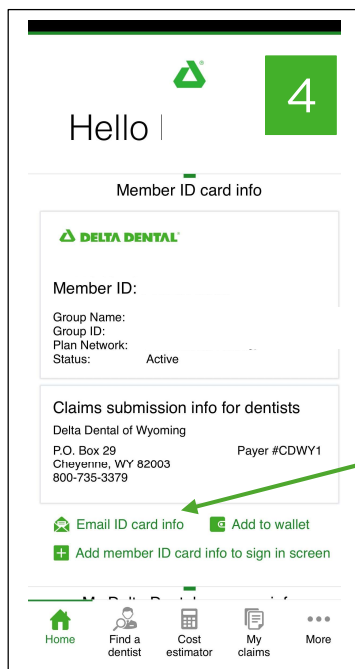 4
Hello
Member ID card info
DELTA DENTAL
Member ID:
Group Name:
Group ID:
Plan Network:
Status: Active
Claims submission info for dentists
Delta Dental of Wyoming
P.O. Box 29 Payer #CDWY1
Cheyenne, WY 82003
800-735-3379
Email ID card info Add to wallet
Add member ID card info to sign in screen
Home Find a dentist Cost estimator My claims More